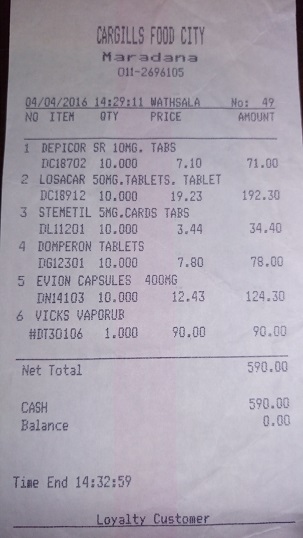 CARGILLS FOOD CITY
Maradana
011-2696105
04/04/2016 14:29:11 WATHSALA No: 49
NO ITEM QTY PRICE AMOUNT
1 DEPICOR SR 10MG. TABS
DC18702 10.000 7.10 71.00
2 LOSACAR 50MG.TABLETS. TABLET
DC18912 10.000 19.23 192.30
3 STEMETIL 5MG.CARDS TABS
DL11201 10.000 3.44 34.40
4 DOMPERON TABLETS
DG12301 10.000 7.80 78.00
5 EVION CAPSULES 400MG
DN14103 10.000 12.43 124.30
6 VICKS VAPORUB
#DT30106 1.000 90.00 90.00
Net Total 590.00
CASH 590.00
Balance 0.00
Time End 14:32:59
Loyalty Customer